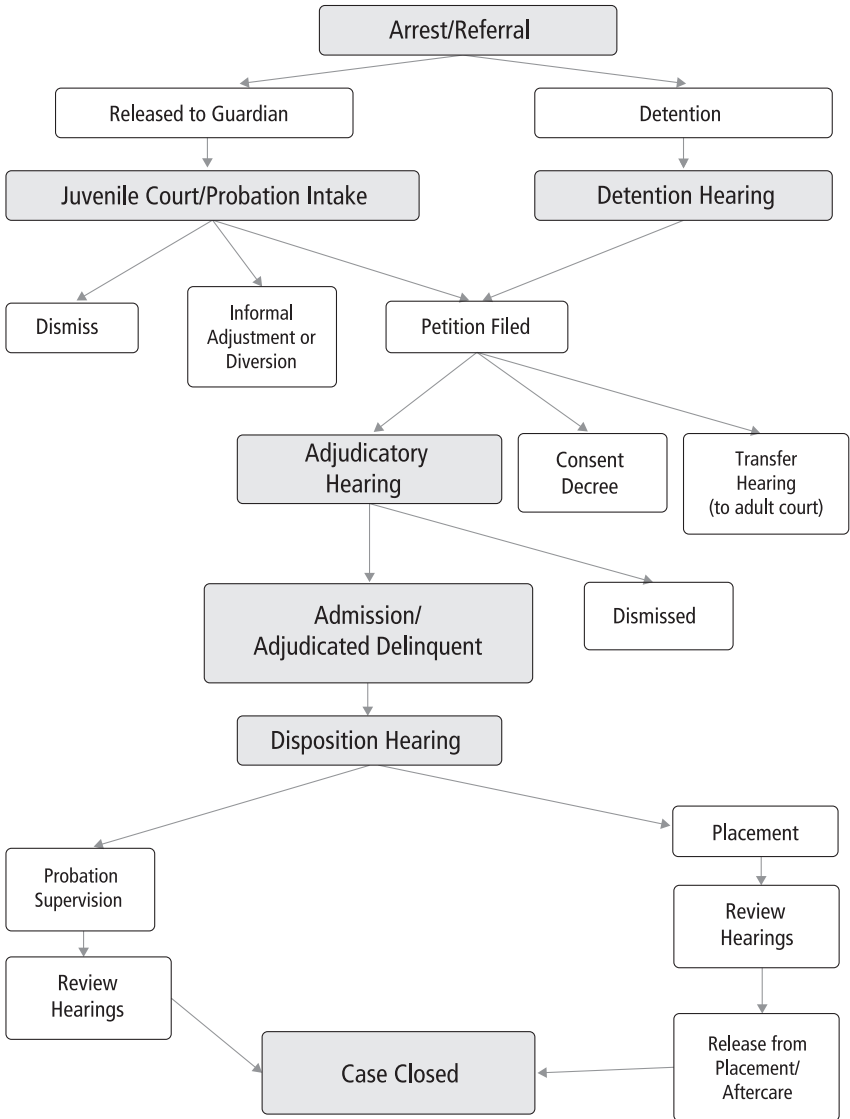 Arrest/Referral
Released to Guardian
Detention
Juvenile Court/Probation Intake
Detention Hearing
Dismiss
Informal
Adjustment or
Diversion
Petition Filed
Adjudicatory
Hearing
Consent
Decree
Transfer
Hearing
(to adult court)
Admission/
Adjudicated Delinquent
Dismissed
Disposition Hearing
Probation
Supervision
Placement
Review
Hearings
Review
Hearings
Case Closed
Release from
Placement/
Aftercare